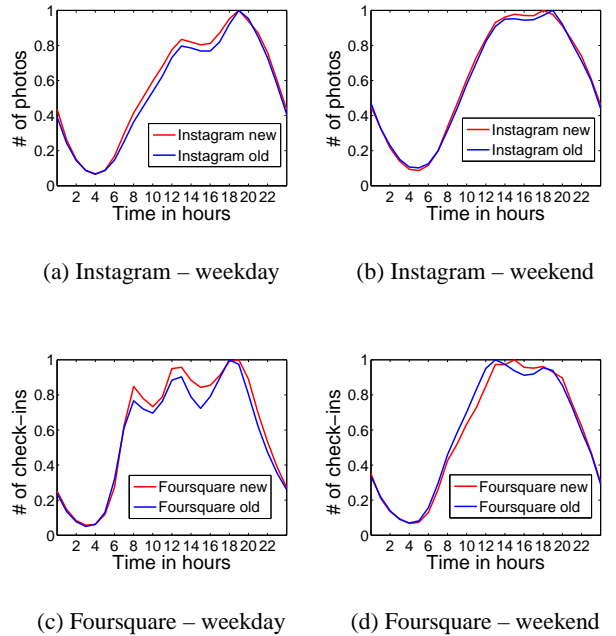 1
0.8
0.6
0.4
0.2
0
# of photos
Instagram new
Instagram old
2 4 6 8 10 12 14 16 18 20 22
Time in hours
(a) Instagram – weekday
1
0.8
0.6
0.4
0.2
0
# of photos
Instagram new
Instagram old
2 4 6 8 10 12 14 16 18 20 22
Time in hours
(b) Instagram – weekend
1
0.8
0.6
0.4
0.2
0
# of check−ins
Foursquare new
Foursquare old
2 4 6 8 10 12 14 16 18 20 22
Time in hours
(c) Foursquare – weekday
1
0.8
0.6
0.4
0.2
0
# of check−ins
Foursquare new
Foursquare old
2 4 6 8 10 12 14 16 18 20 22
Time in hours
(d) Foursquare – weekend